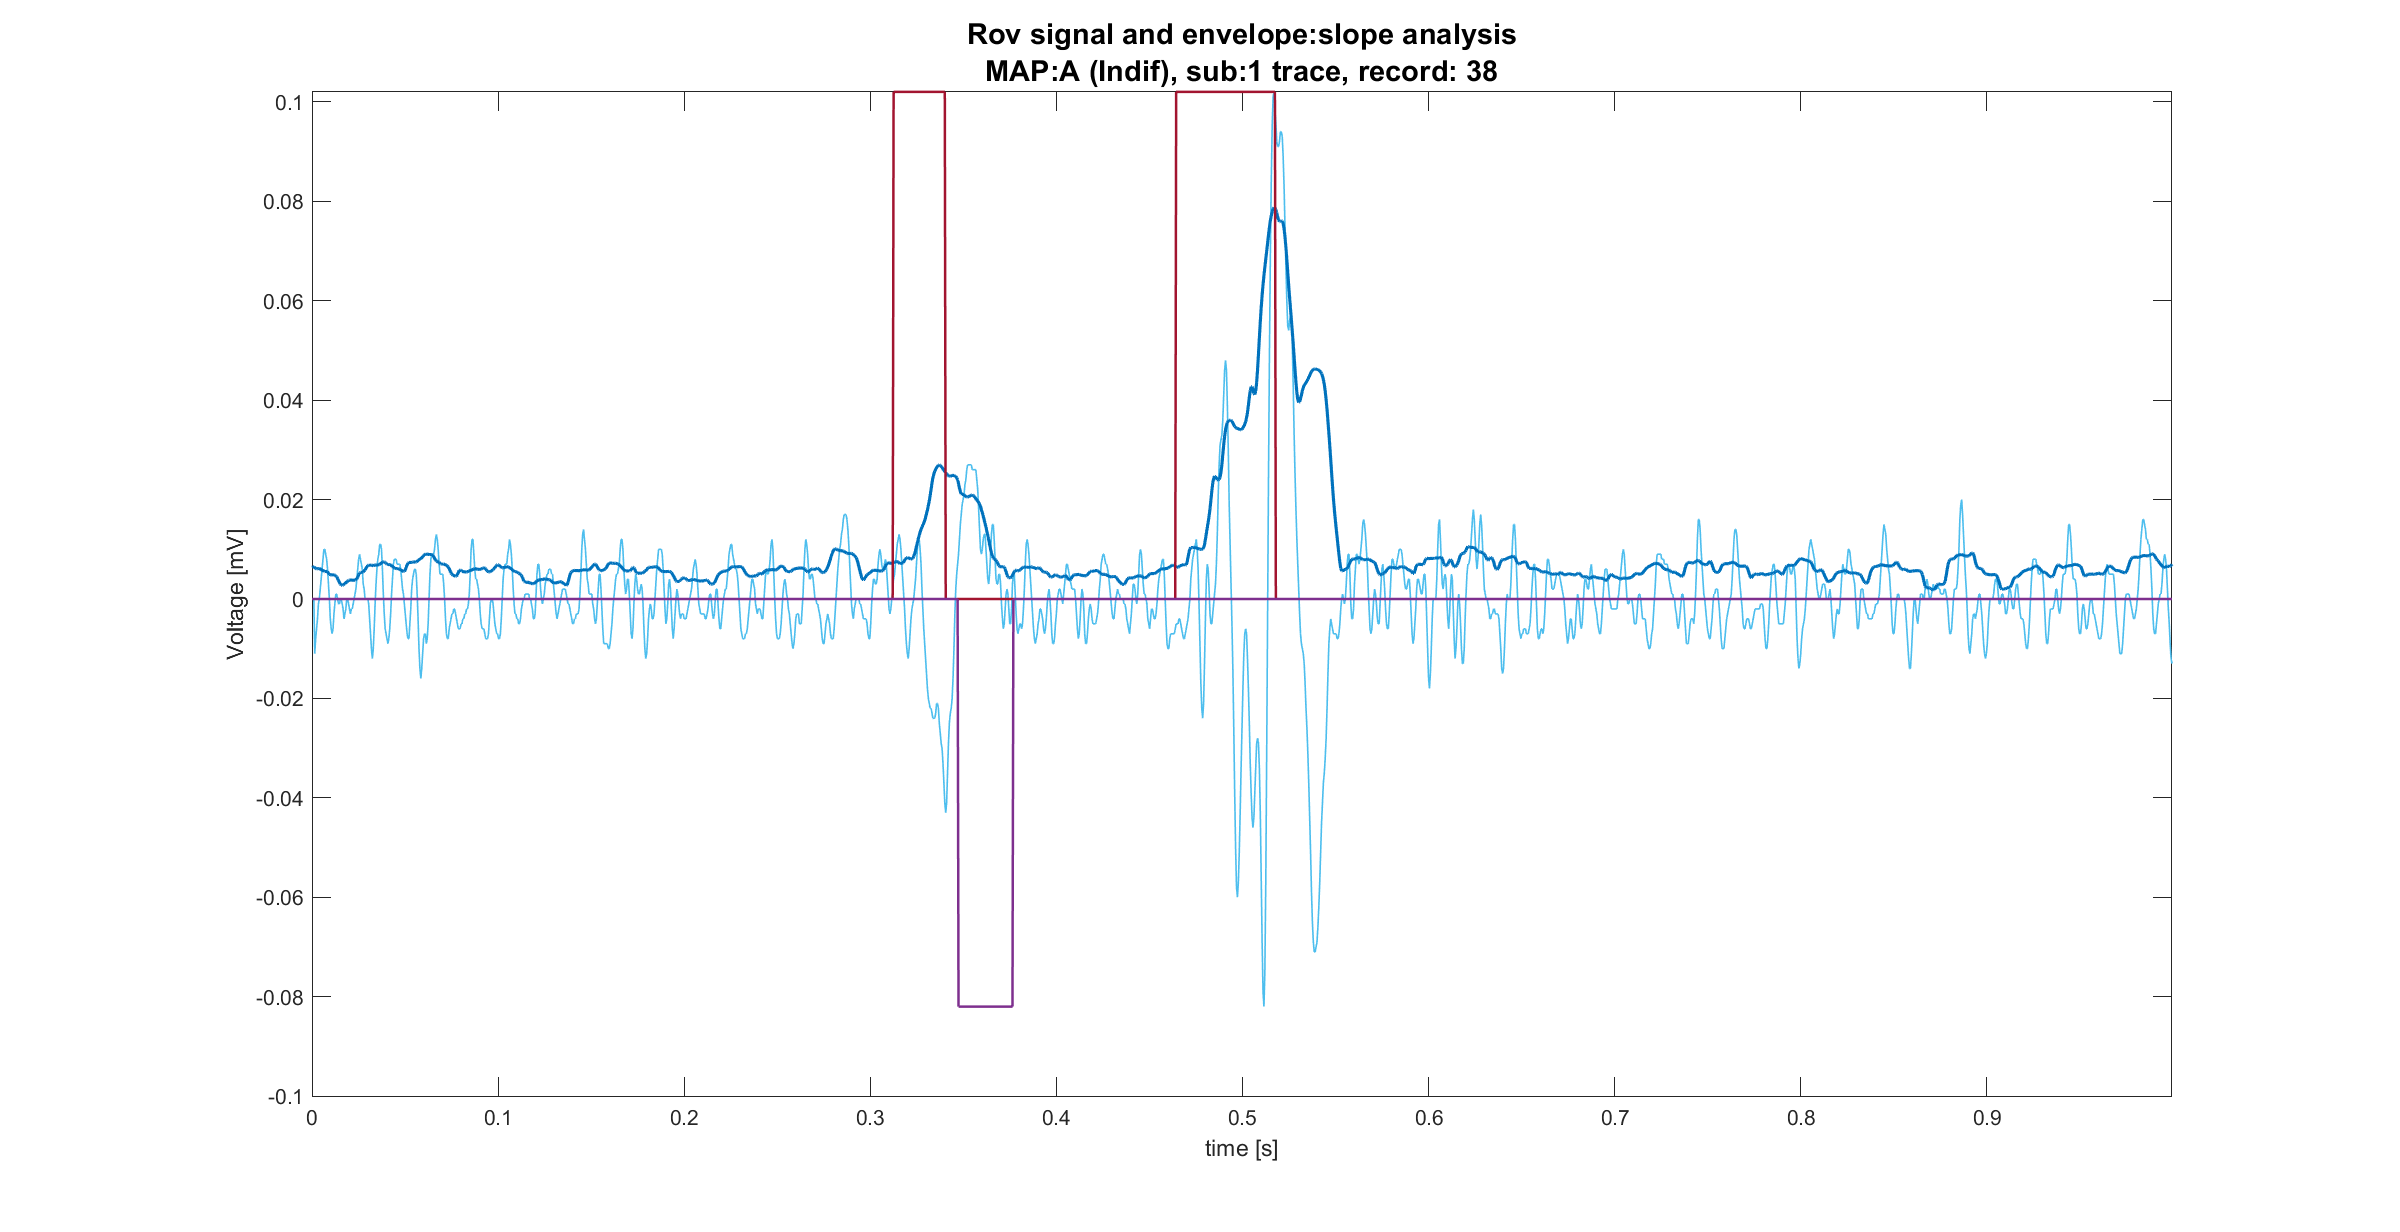 Rov signal and envelope:slope analysis
MAP:A (Indif), sub:1 trace, record: 38
0.1
0.08
0.06
0.04
0.02
0
-0.02
-0.04
-0.06
-0.08
-0.1
Voltage [mV]
0 0.1 0.2 0.3 0.4 0.5 0.6 0.7 0.8 0.9
time [s]